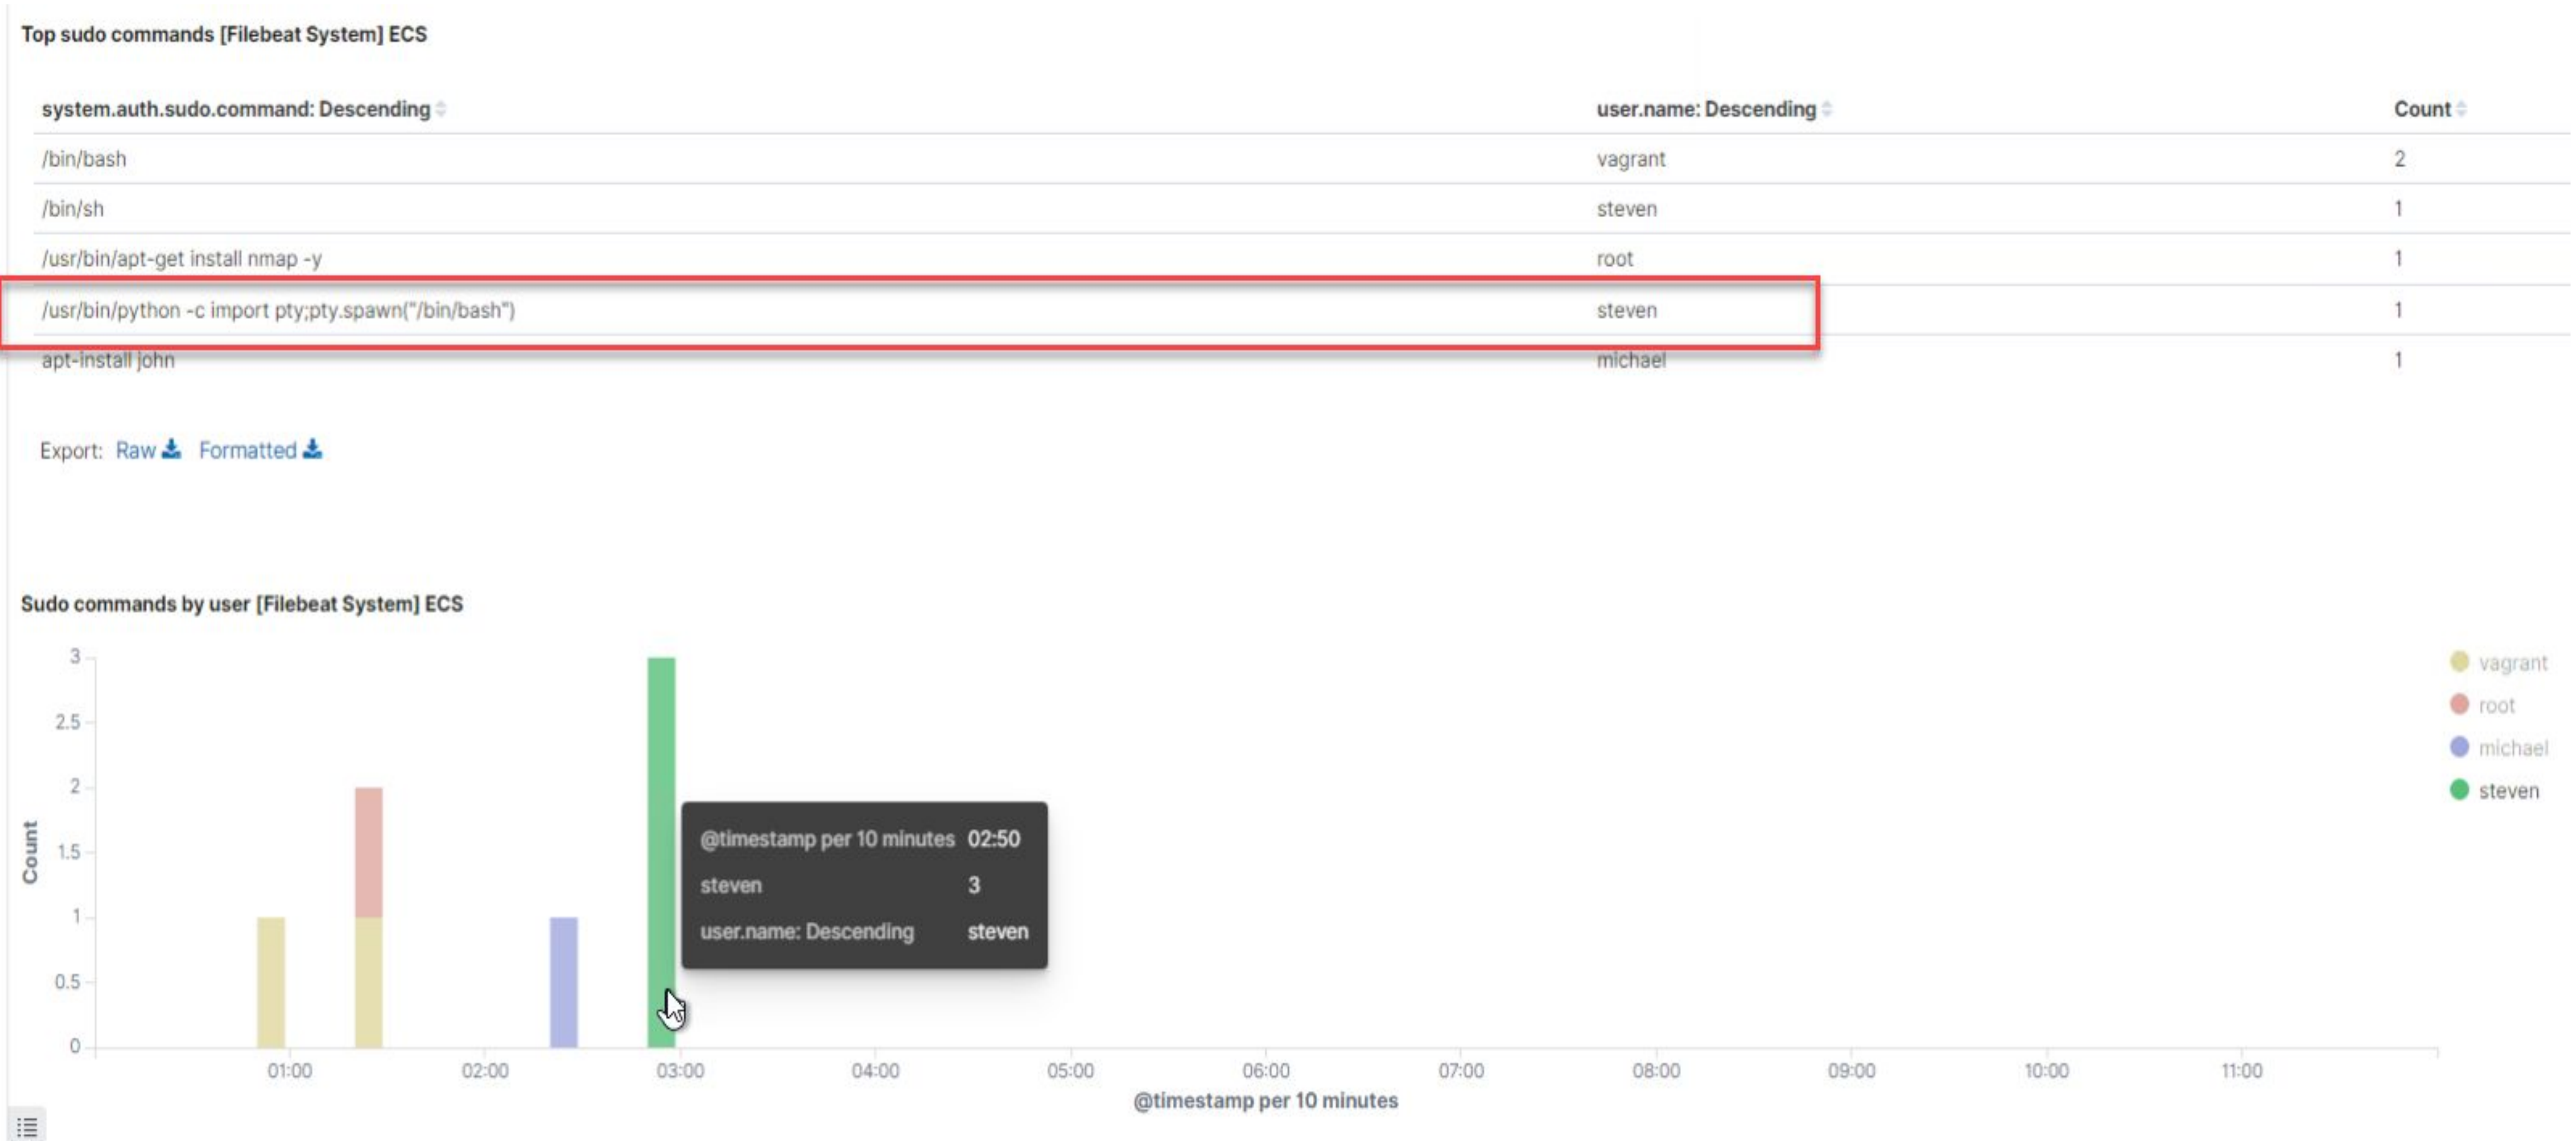 Top sudo commands [Filebeat System] ECS
system.auth.sudo.command: Descending user.name: Descending Count
/bin/bash vagrant 2
/bin/sh steven 1
/usr/bin/apt-get install nmap -y root 1
/usr/bin/python -c import pty;pty.spawn("/bin/bash") steven 1
apt-install john michael 1
Export: Raw Formatted
Sudo commands by user [Filebeat System] ECS
3
2.5
2
1.5
1
0.5
0
Count
@timestamp per 10 minutes 02:50
steven 3
user.name: Descending steven
vagrant
root
michael
steven
01:00 02:00 03:00 04:00 05:00 06:00 07:00 08:00 09:00 10:00 11:00
@timestamp per 10 minutes